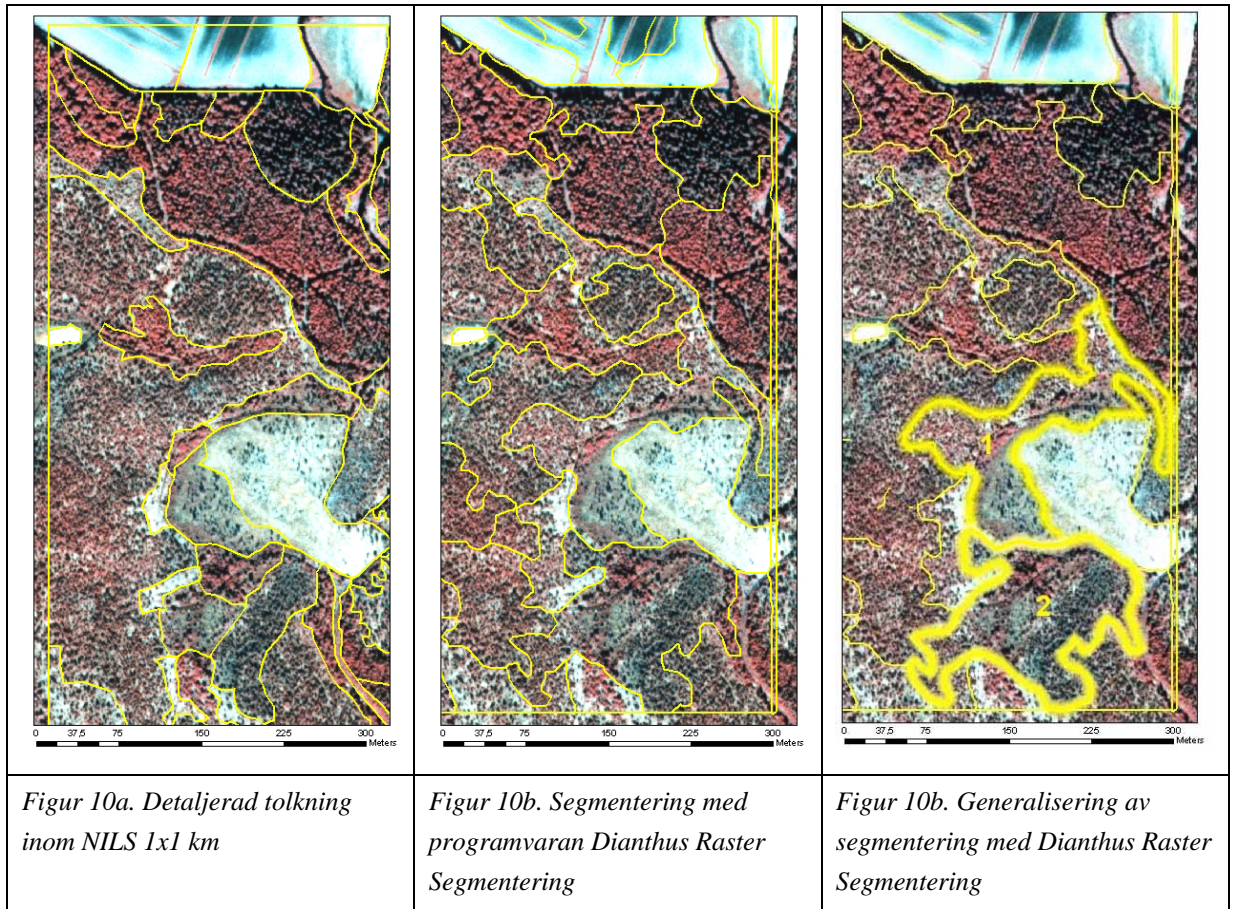 1
2
0 37,5 75 150 225 300
Meters
0 37,5 75 150 225 300
Meters
0 37,5 75 150 225 300
Meters
Figur 10a. Detaljerad tolkning
inom NILS 1x1 km
Figur 10b. Segmentering med
programvaran Dianthus Raster
Segmentering
Figur 10b. Generalisering av
segmentering med Dianthus Raster
Segmentering